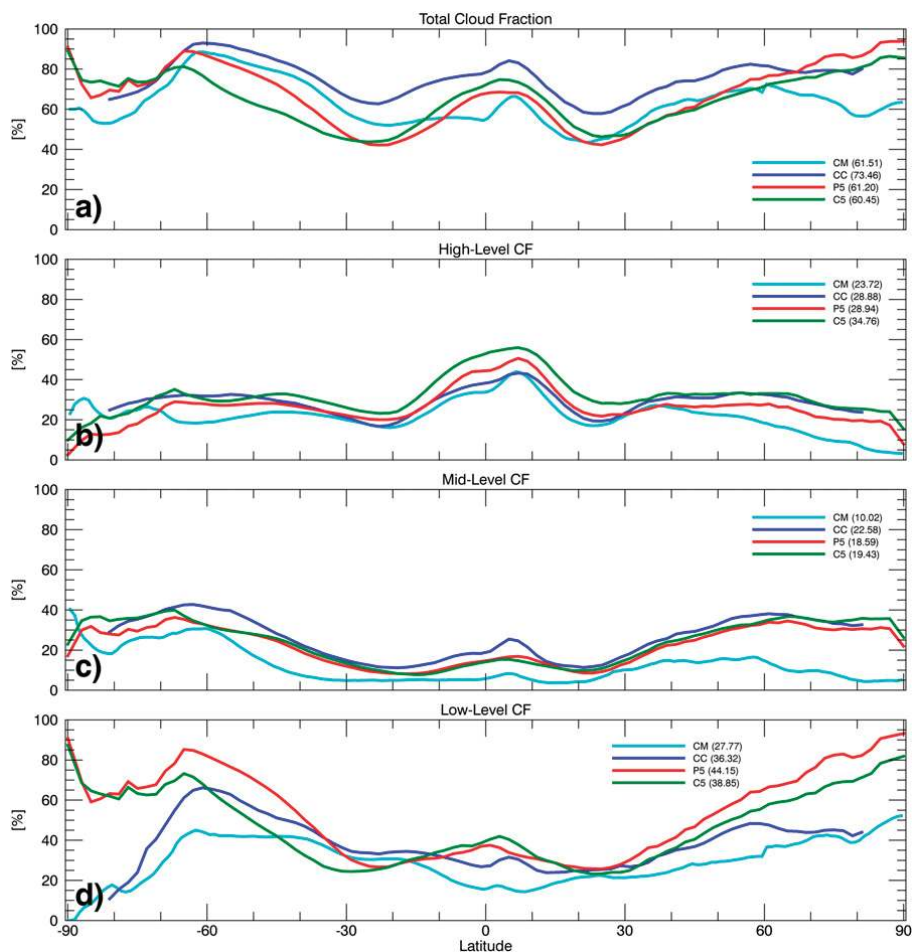 Total Cloud Fraction
100
80
60
40
20
0
[%]
a)
CM (61.51)
CC (73.46)
P5 (61.20)
C5 (60.45)
High-Level CF
100
80
60
40
20
0
[%]
b)
CM (23.72)
CC (28.88)
P5 (28.94)
C5 (34.76)
Mid-Level CF
100
80
60
40
20
0
[%]
c)
CM (10.02)
CC (22.58)
P5 (18.59)
C5 (19.43)
Low-Level CF
100
80
60
40
20
0
[%]
d)
CM (27.77)
CC (36.32)
P5 (44.15)
C5 (38.85)
-90 -60 -30 0 30 60 90
Latitude